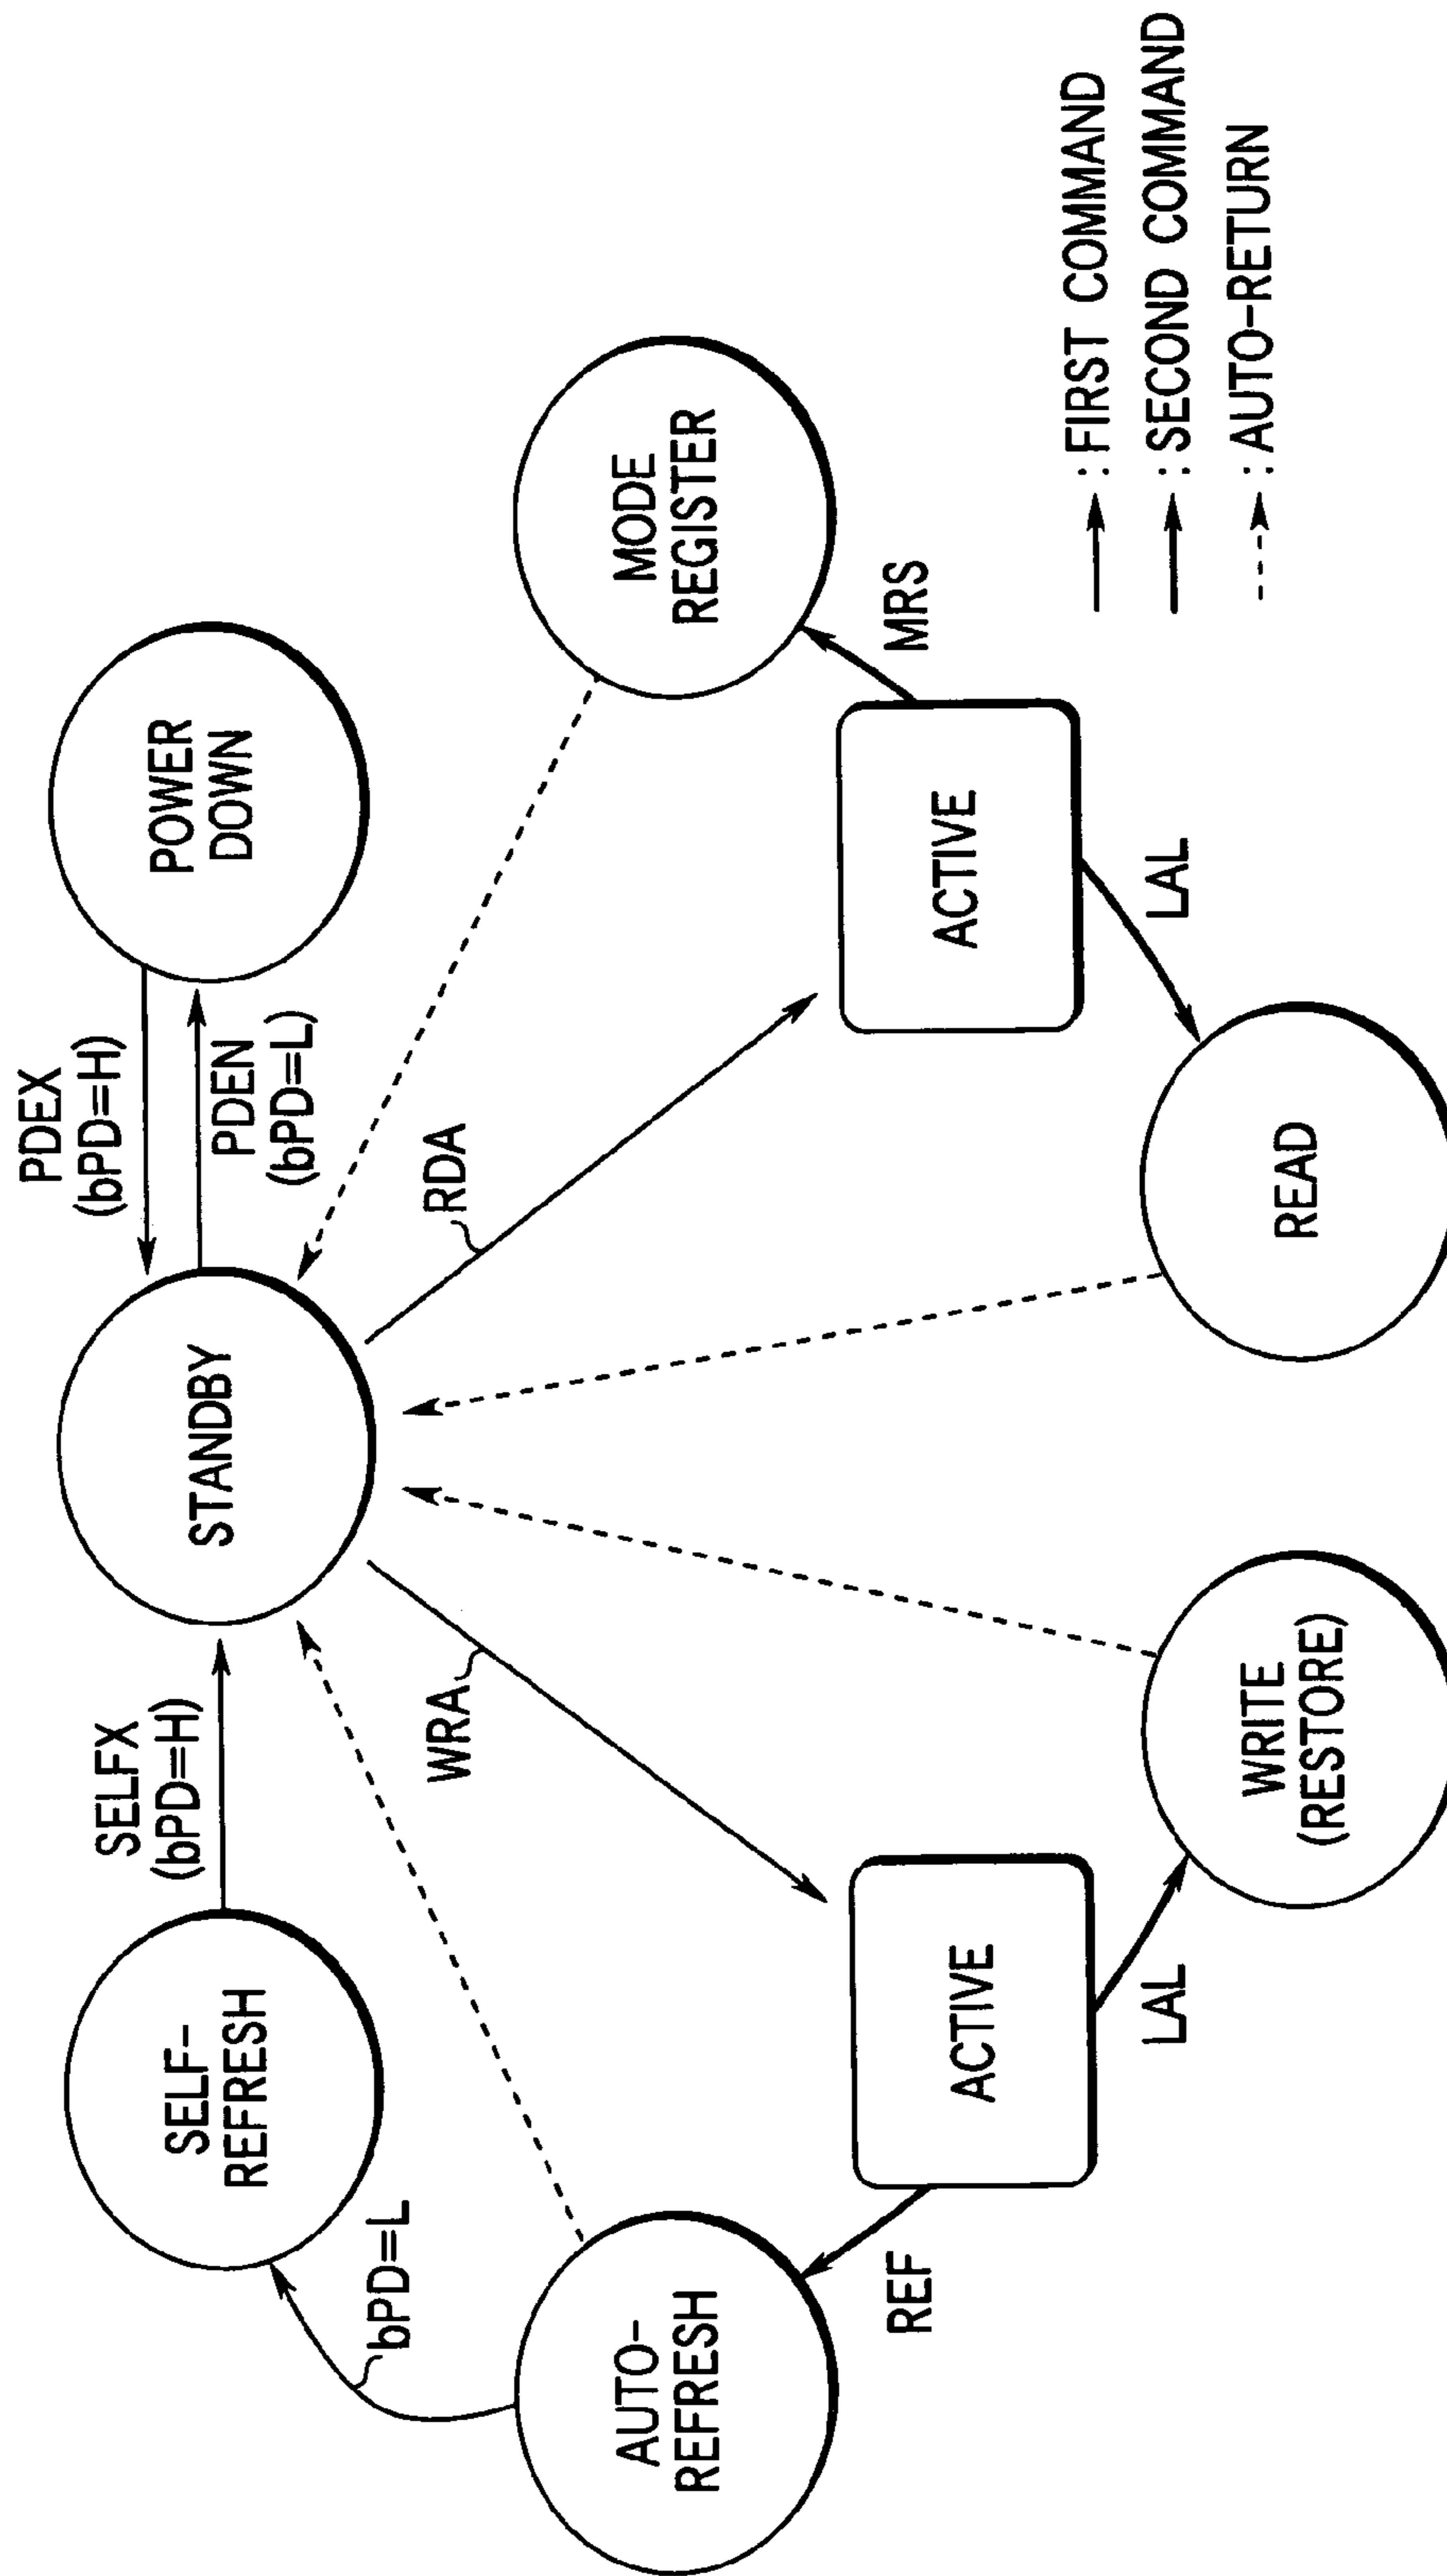 SELF-
REFRESH
SELFX
(bPD=H)
STANDBY
PDEX
(bPD=H)
PDEN
(bPD=L)
POWER
DOWN
bPD=L
WRA
RDA
AUTO-
REFRESH
MODE
REGISTER
REF
ACTIVE
ACTIVE
MRS
LAL
LAL
WRITE
(RESTORE)
READ
: FIRST COMMAND
: SECOND COMMAND
: AUTO-RETURN